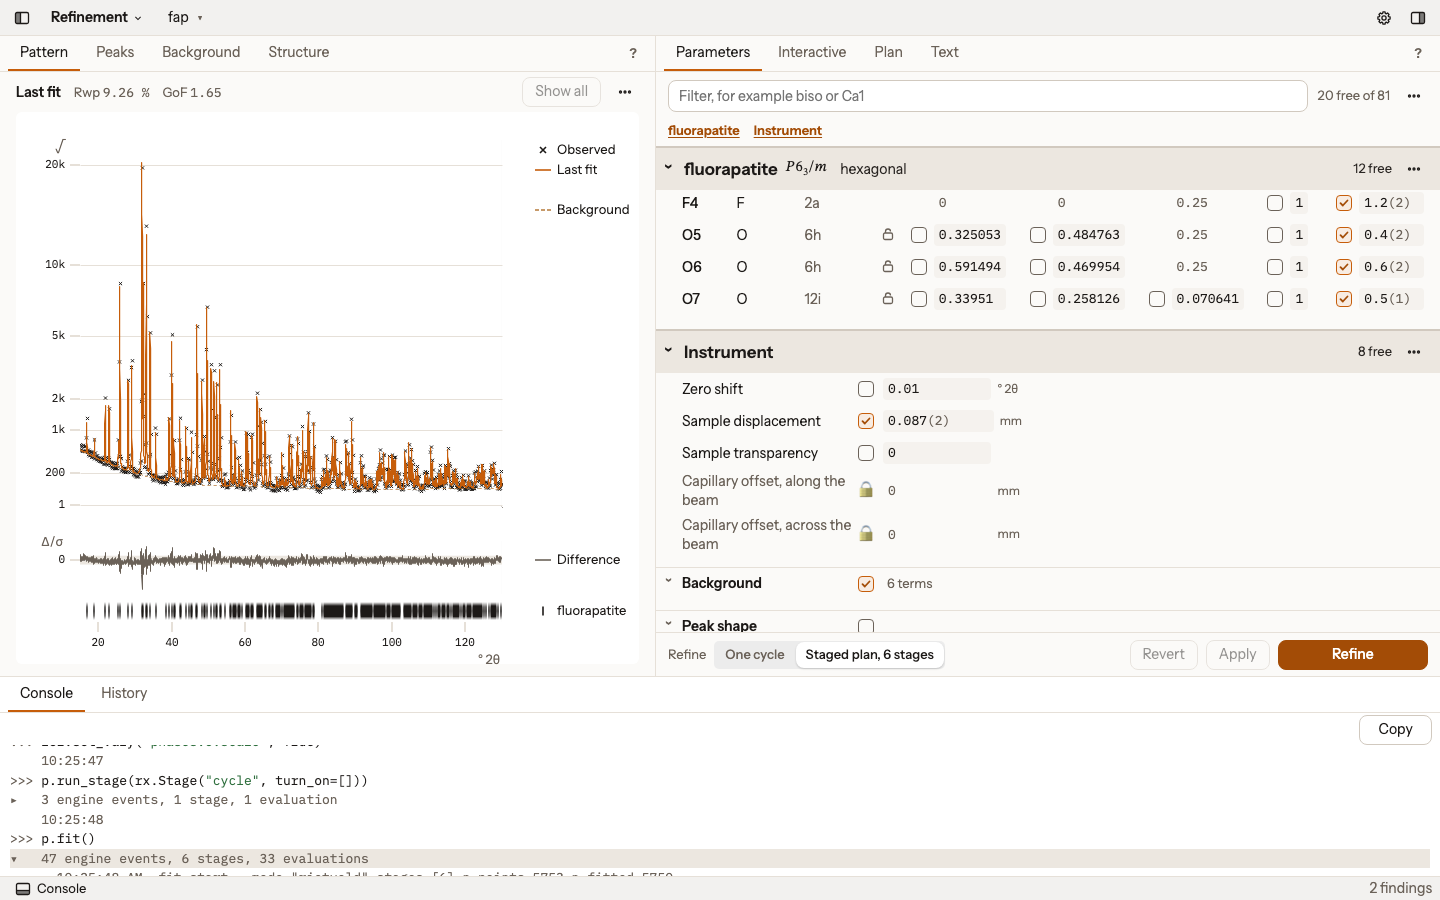 Refinement
fap
Pattern Peaks Background Structure ?
Parameters Interactive Plan Text ?
Last fit Rwp 9.26 % GoF 1.65
Show all
Filter, for example biso or Ca1
20 free of 81
fluorapatite Instrument
√
20k
10k
5k
2k
1k
200
1
Δ/σ
0
20 40 60 80 100 120
°2θ
Observed
Last fit
Background
Difference
fluorapatite
fluorapatite P6₃/m hexagonal 12 free
F4 F 2a 0 0 0.25 1 1.2(2)
O5 O 6h 0.325053 0.484763 0.25 1 0.4(2)
O6 O 6h 0.591494 0.469954 0.25 1 0.6(2)
O7 O 12i 0.33951 0.258126 0.070641 1 0.5(1)
Instrument 8 free
Zero shift 0.01 °2θ
Sample displacement 0.087(2) mm
Sample transparency 0
Capillary offset, along the
beam 0 mm
Capillary offset, across the
beam 0 mm
Background 6 terms
Peak shape
Refine One cycle Staged plan, 6 stages Revert Apply Refine
Console History
Copy
10:25:47
>>> p.run_stage(rx.Stage("cycle", turn_on=[]))
▸ 3 engine events, 1 stage, 1 evaluation
10:25:48
>>> p.fit()
▾ 47 engine events, 6 stages, 33 evaluations
Console 2 findings